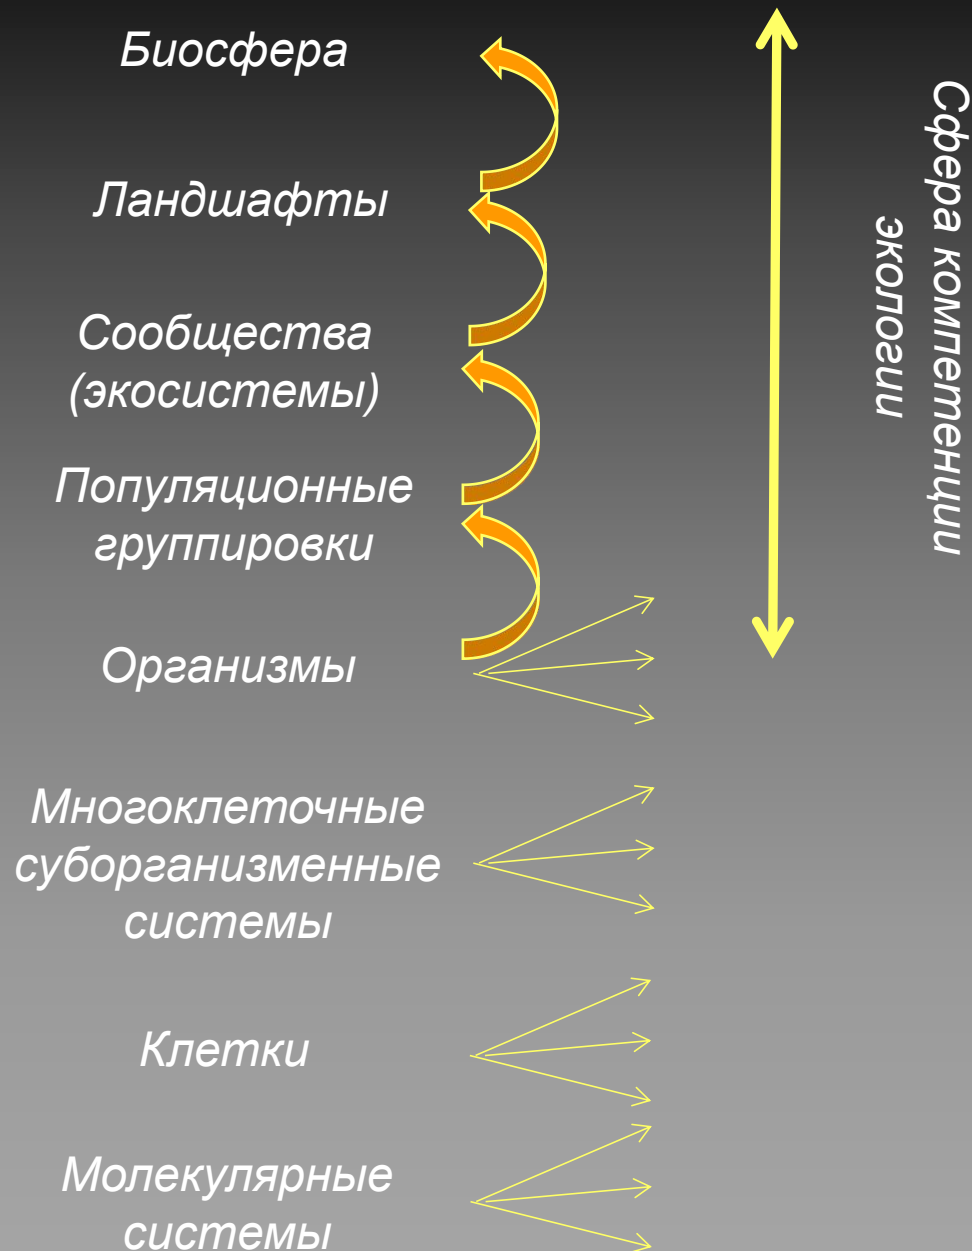 Биосфера
Ландшафты
Сообщества
(экосистемы)
Популяционные
группировки
Организмы
Многоклеточные
суборганизменные
системы
Клетки
Молекулярные
системы
Сфера компетенции
экологии